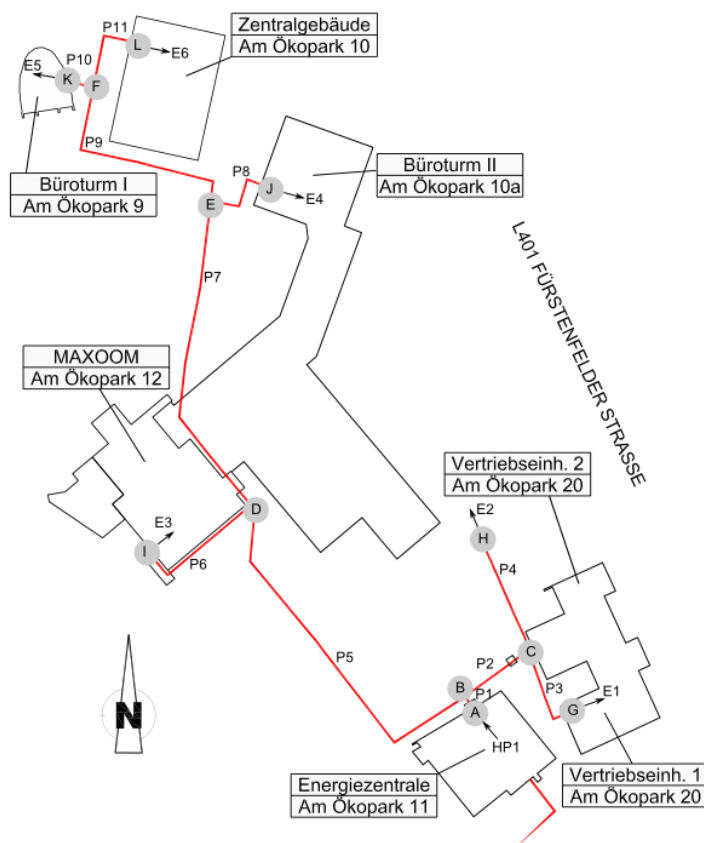 P11
Zentralgebäude
Am Ökopark 10
L
E6
P10
E5
K
F
P9
Büroturm I
Am Ökopark 9
P8
J
E4
E
Büroturm II
Am Ökopark 10a
L401 FÜRSTENFELDER STRASSE
P7
MAXOOM
Am Ökopark 12
Vertriebseinh. 2
Am Ökopark 20
D
E2
H
E3
I
P6
P4
P5
P2
C
B
P1
A
P3
G
E1
N
HP1
Energiezentrale
Am Ökopark 11
Vertriebseinh. 1
Am Ökopark 20